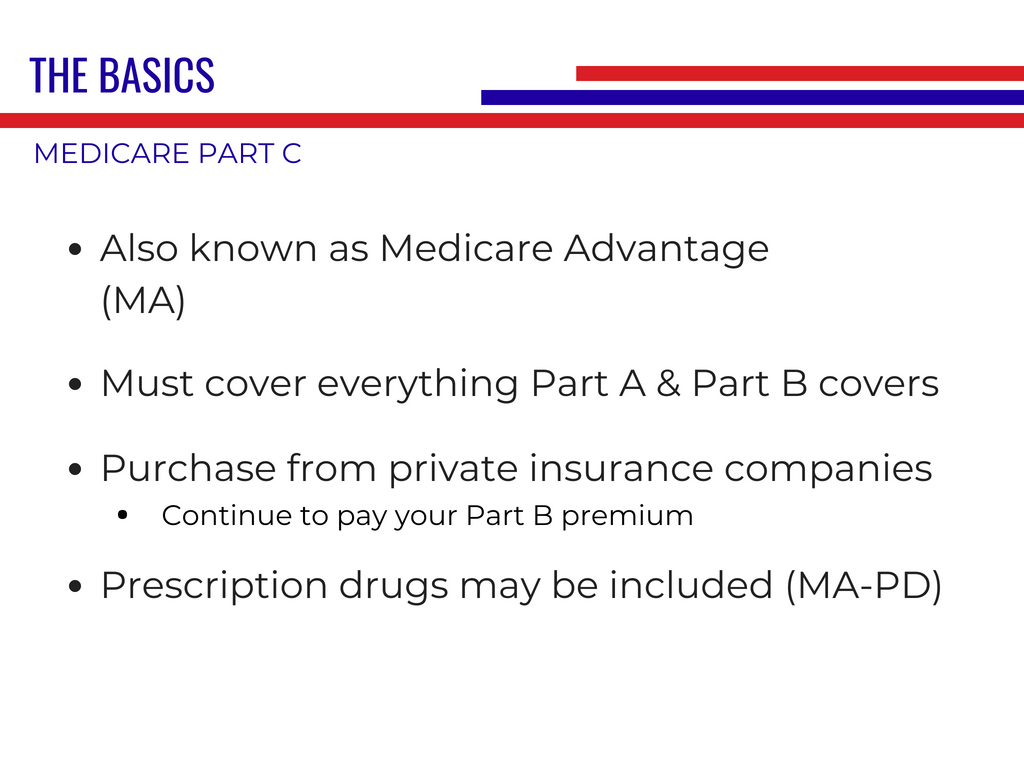 THE BASICS
MEDICARE PART C
• Also known as Medicare Advantage
(MA)
• Must cover everything Part A & Part B covers
• Purchase from private insurance companies
• Continue to pay your Part B premium
• Prescription drugs may be included (MA-PD)